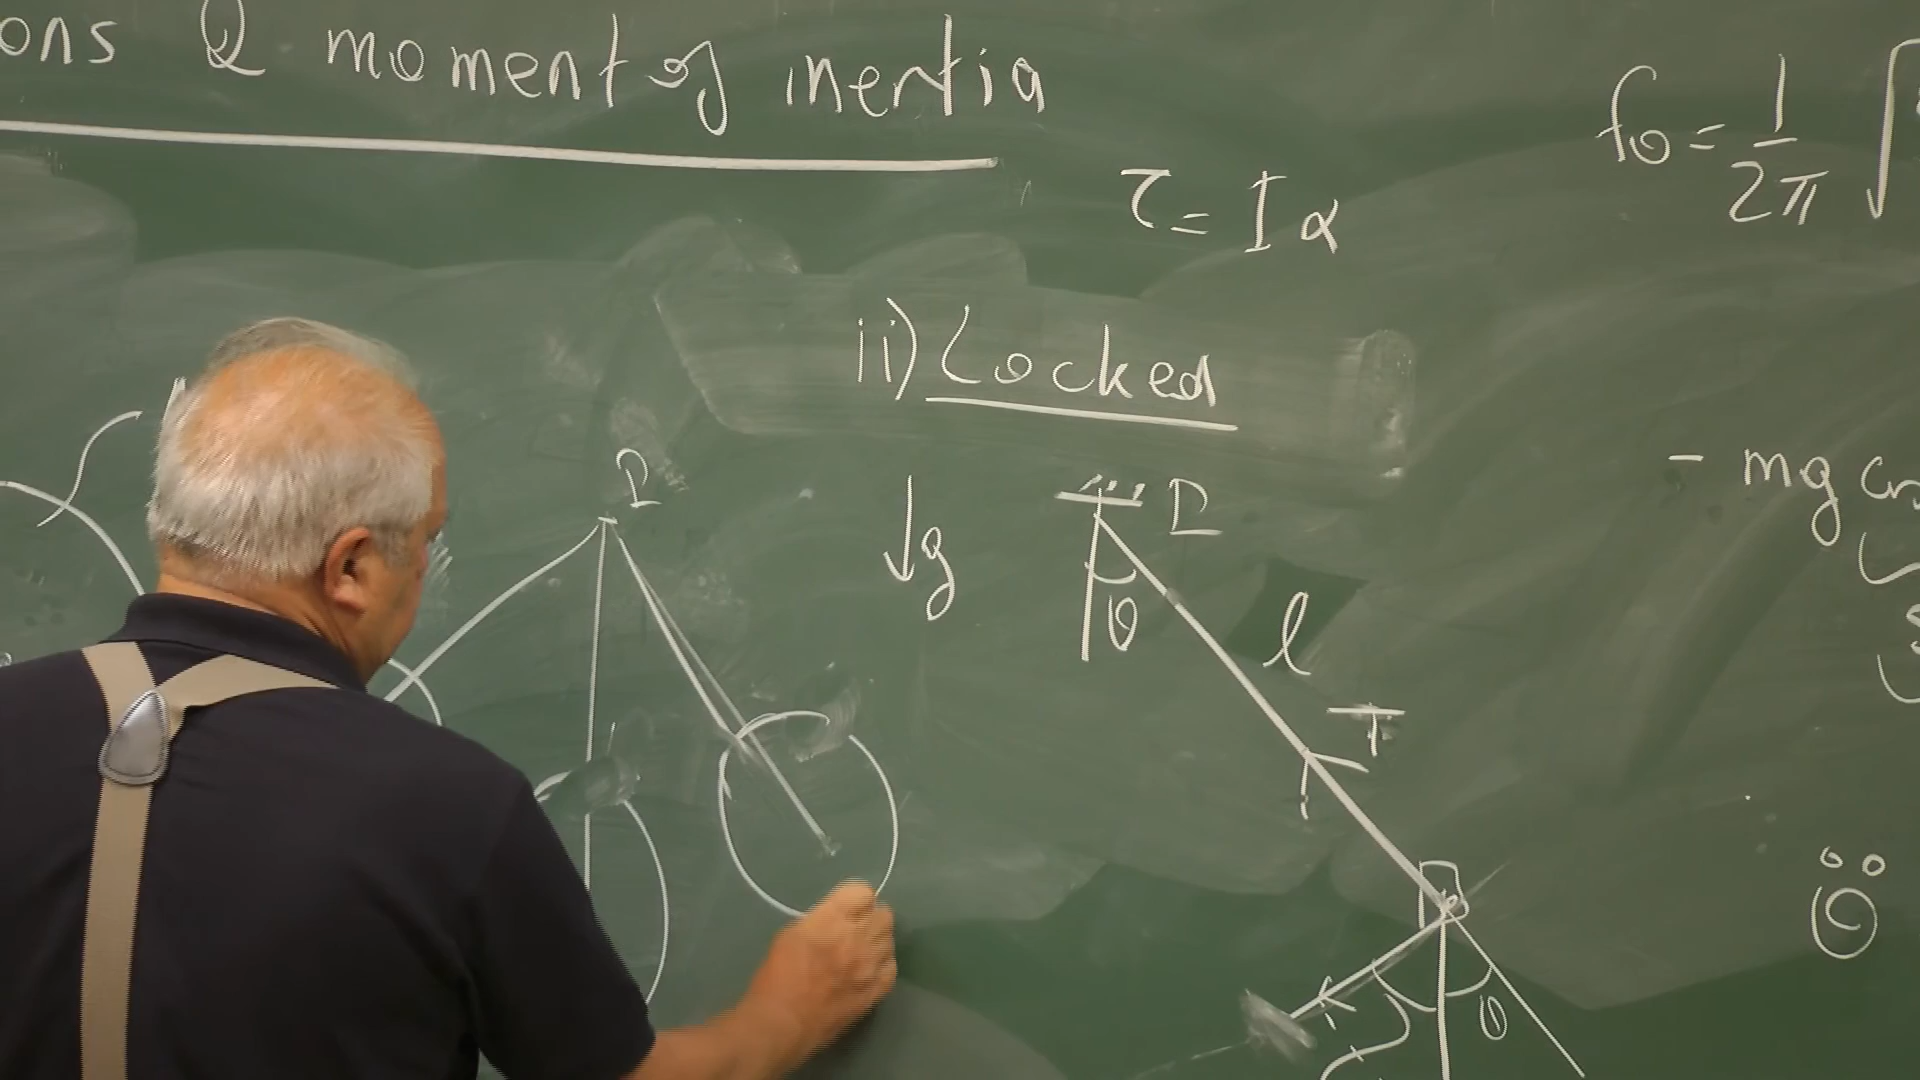 ons & moment of inertia
τ = I α
f₀ = 1/2π √
ii) Locked
P
↓g
P
θ
l
T
- mg
θ